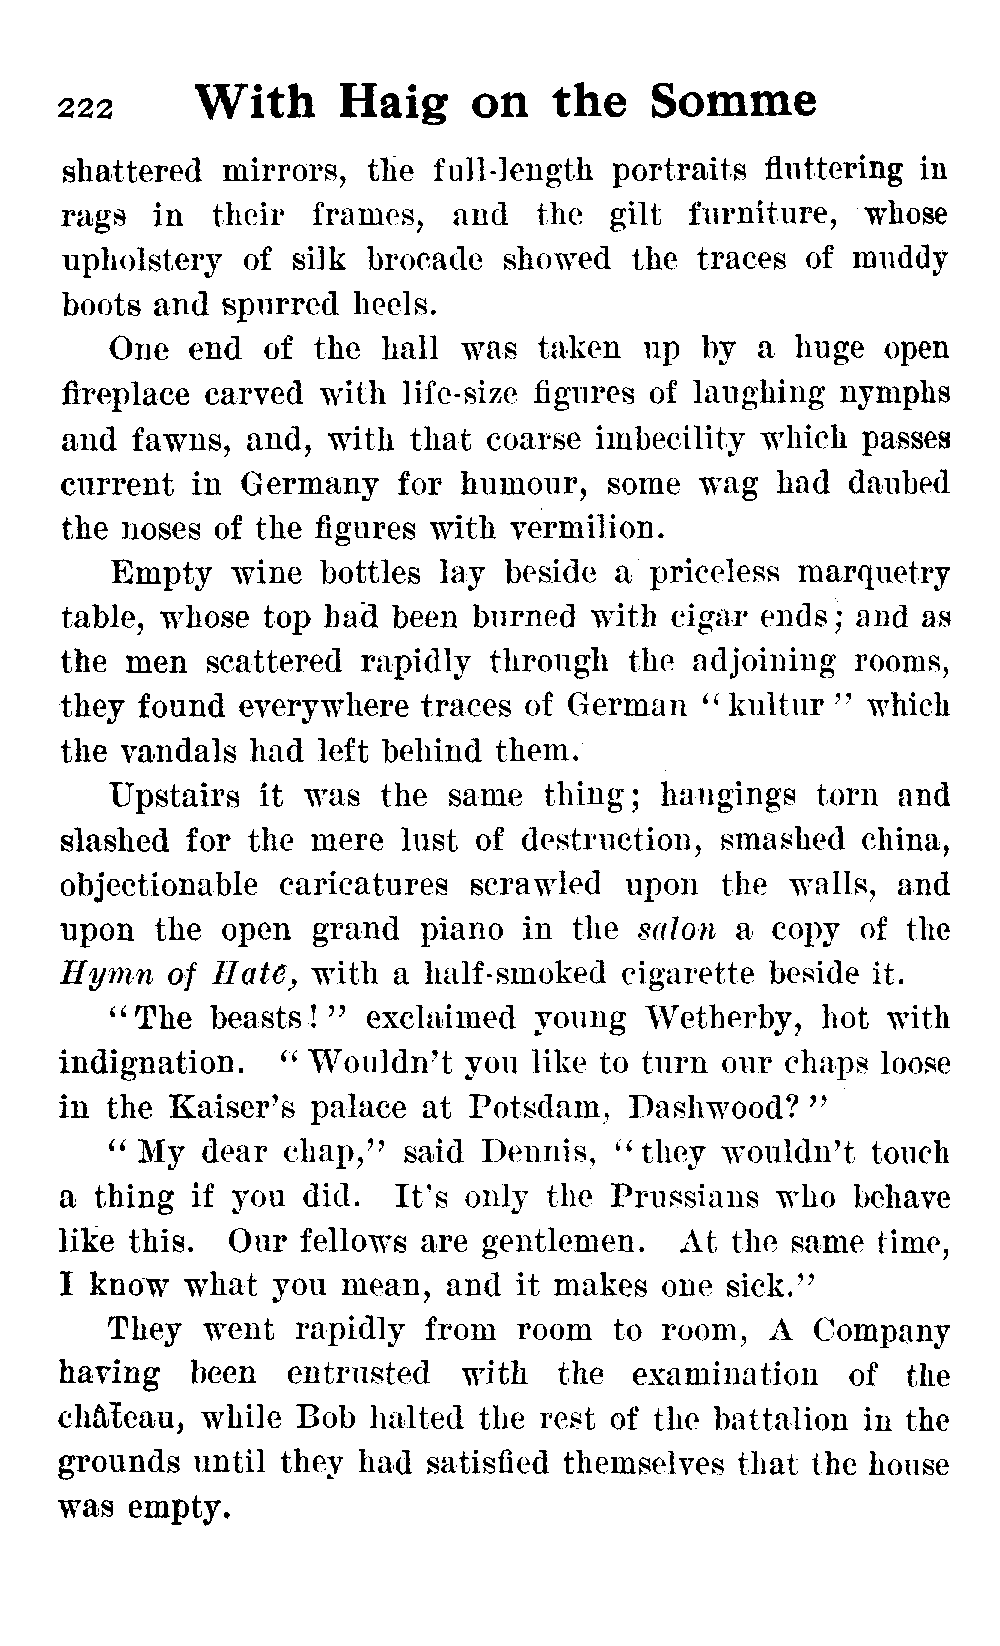 222 With Haig on the Somme
shattered mirrors, the full-length portraits fluttering in
rags in their frames, and the gilt furniture, whose
upholstery of silk brocade showed the traces of muddy
boots and spurred heels.
One end of the hall was taken up by a huge open
fireplace carved with life-size figures of laughing nymphs
and fawns, and, with that coarse imbecility which passes
current in Germany for humour, some wag had daubed
the noses of the figures with vermilion.
Empty wine bottles lay beside a priceless marquetry
table, whose top had been burned with cigar ends; and as
the men scattered rapidly through the adjoining rooms,
they found everywhere traces of German “kultur” which
the vandals had left behind them.
Upstairs it was the same thing; hangings torn and
slashed for the mere lust of destruction, smashed china,
objectionable caricatures scrawled upon the walls, and
upon the open grand piano in the salon a copy of the
Hymn of Hate, with a half-smoked cigarette beside it.
“The beasts!” exclaimed young Wetherby, hot with
indignation. “Wouldn’t you like to turn our chaps loose
in the Kaiser’s palace at Potsdam, Dashwood?”
“My dear chap,” said Dennis, “they wouldn’t touch
a thing if you did. It’s only the Prussians who behave
like this. Our fellows are gentlemen. At the same time,
I know what you mean, and it makes one sick.”
They went rapidly from room to room, A Company
having been entrusted with the examination of the
château, while Bob halted the rest of the battalion in the
grounds until they had satisfied themselves that the house
was empty.